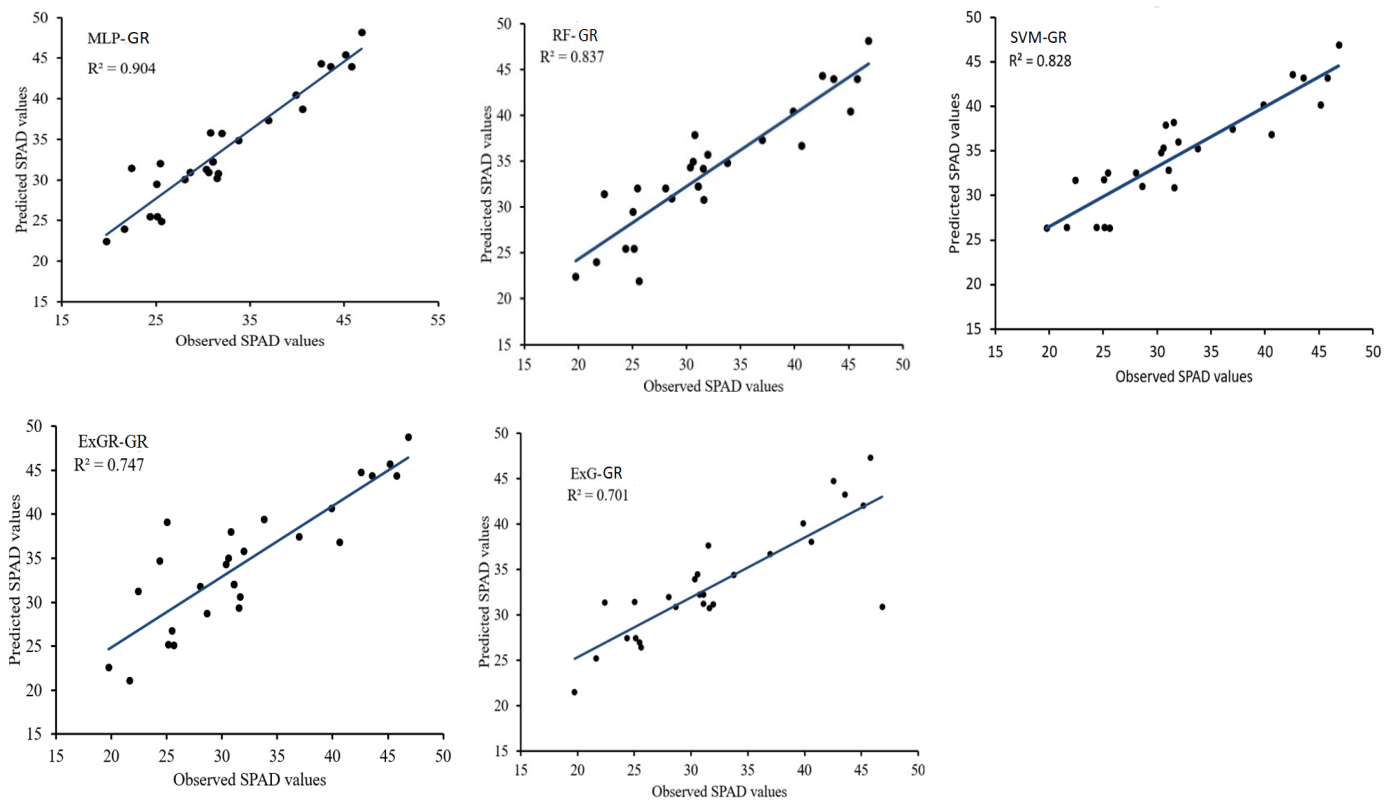 MLP-GR
R² = 0.904
Predicted SPAD values
50
45
40
35
30
25
20
15
15 25 35 45 55
Observed SPAD values
RF-GR
R² = 0.837
Predicted SPAD values
50
45
40
35
30
25
20
15
15 20 25 30 35 40 45 50
Observed SPAD values
SVM-GR
R² = 0.828
Predicted SPAD values
50
45
40
35
30
25
20
15
15 20 25 30 35 40 45 50
Observed SPAD values
ExGR-GR
R² = 0.747
Predicted SPAD values
50
45
40
35
30
25
20
15
15 20 25 30 35 40 45 50
Observed SPAD values
ExG-GR
R² = 0.701
Predicted SPAD values
50
45
40
35
30
25
20
15
15 20 25 30 35 40 45 50
Observed SPAD values